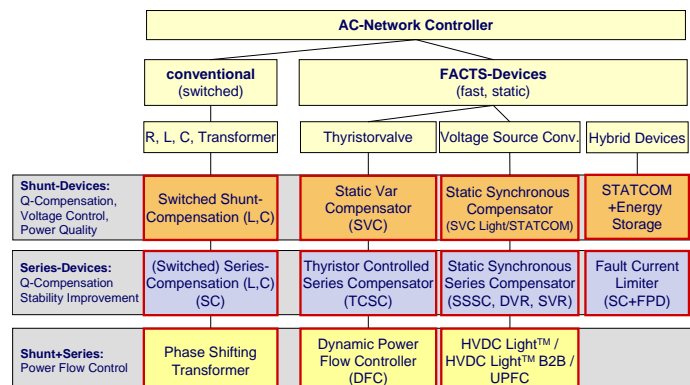 AC-Network Controller
conventional
(switched)
FACTS-Devices
(fast, static)
R, L, C, Transformer
Thyristorvalve
Voltage Source Conv.
Hybrid Devices
Shunt-Devices:
Q-Compensation,
Voltage Control,
Power Quality
Switched Shunt-
Compensation (L,C)
Static Var
Compensator
(SVC)
Static Synchronous
Compensator
(SVC Light/STATCOM)
STATCOM
+Energy
Storage
Series-Devices:
Q-Compensation
Stability Improvement
(Switched) Series-
Compensation (L,C)
(SC)
Thyristor Controlled
Series Compensator
(TCSC)
Static Synchronous
Series Compensator
(SSSC, DVR, SVR)
Fault Current
Limiter
(SC+FPD)
Shunt+Series:
Power Flow Control
Phase Shifting
Transformer
Dynamic Power
Flow Controller
(DFC)
HVDC Light™ /
HVDC Light™ B2B /
UPFC